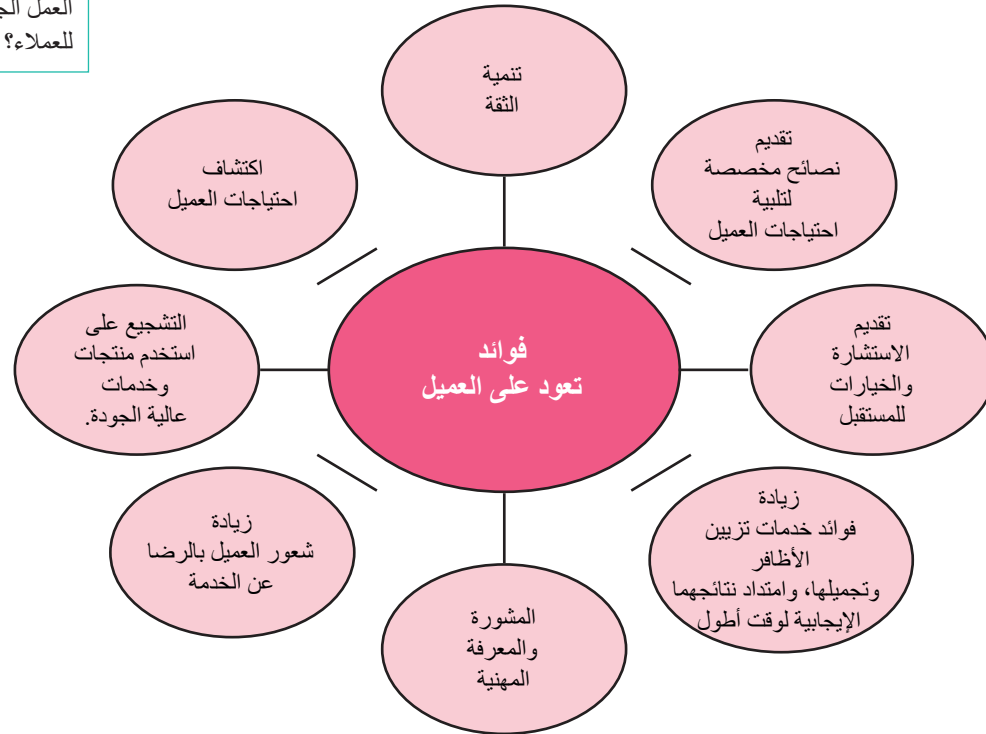 العمل
للعملاء؟
تنمية
الثقة
تقديم
نصائح مخصصة
لتلبية
احتياجات العميل
تقديم
الاستشارة
والخيارات
للمستقبل
زيادة
فوائد خدمات تزيين
الأظافر
وتجميلها، وامتداد نتائجهما
الإيجابية لوقت أطول
المشورة
والمعرفة
المهنية
زيادة
شعور العميل بالرضا
عن الخدمة
التشجيع على
استخدم منتجات
وخدمات
عالية الجودة.
اكتشاف
احتياجات العميل
فوائد
تعود على العميل